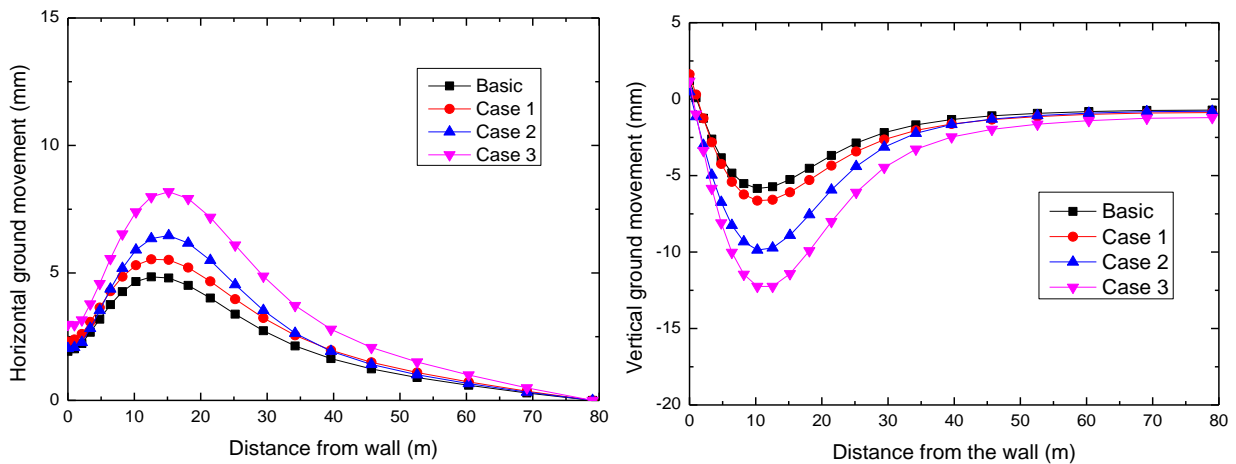 Horizontal ground movement (mm)
15
10
5
0
0 10 20 30 40 50 60 70 80
Distance from wall (m)
Basic
Case 1
Case 2
Case 3
Vertical ground movement (mm)
5
0
-5
-10
-15
-20
0 10 20 30 40 50 60 70 80
Distance from the wall (m)
Basic
Case 1
Case 2
Case 3